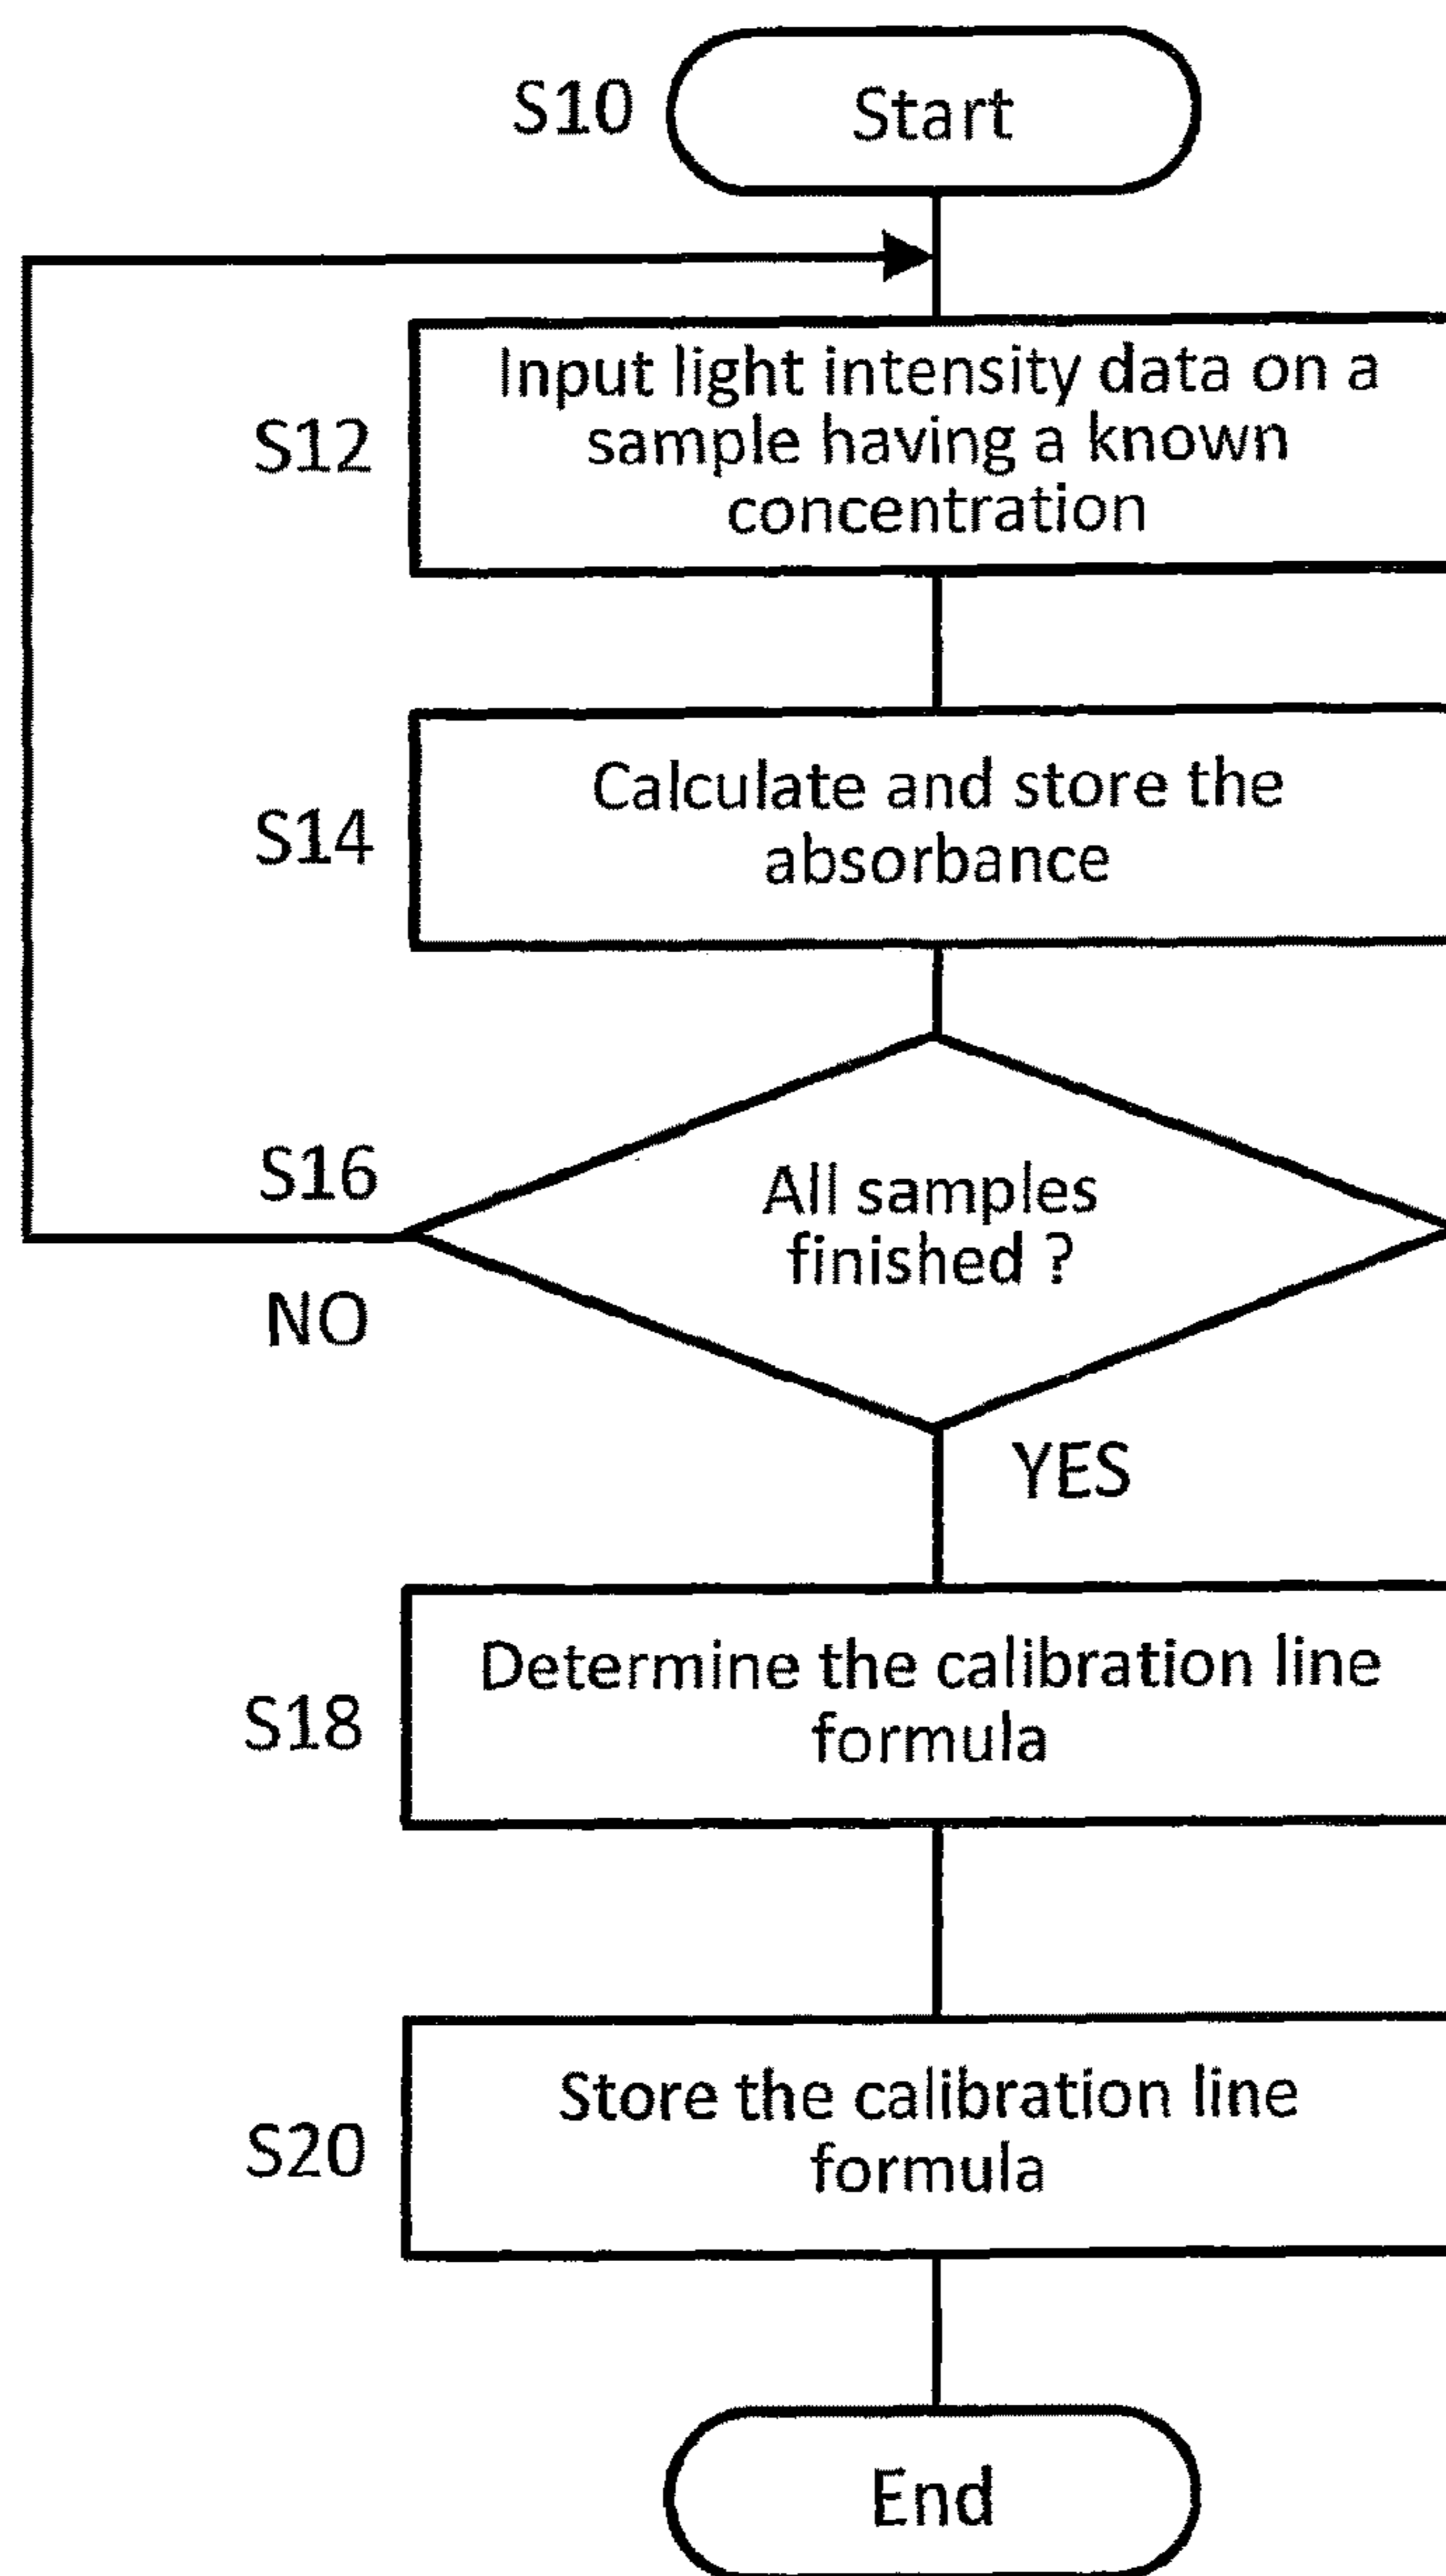 S10
Start
Input light intensity data on a
sample having a known
concentration
S12
Calculate and store the
absorbance
S14
S16
All samples
finished ?
NO
YES
Determine the calibration line
formula
S18
Store the calibration line
formula
S20
End